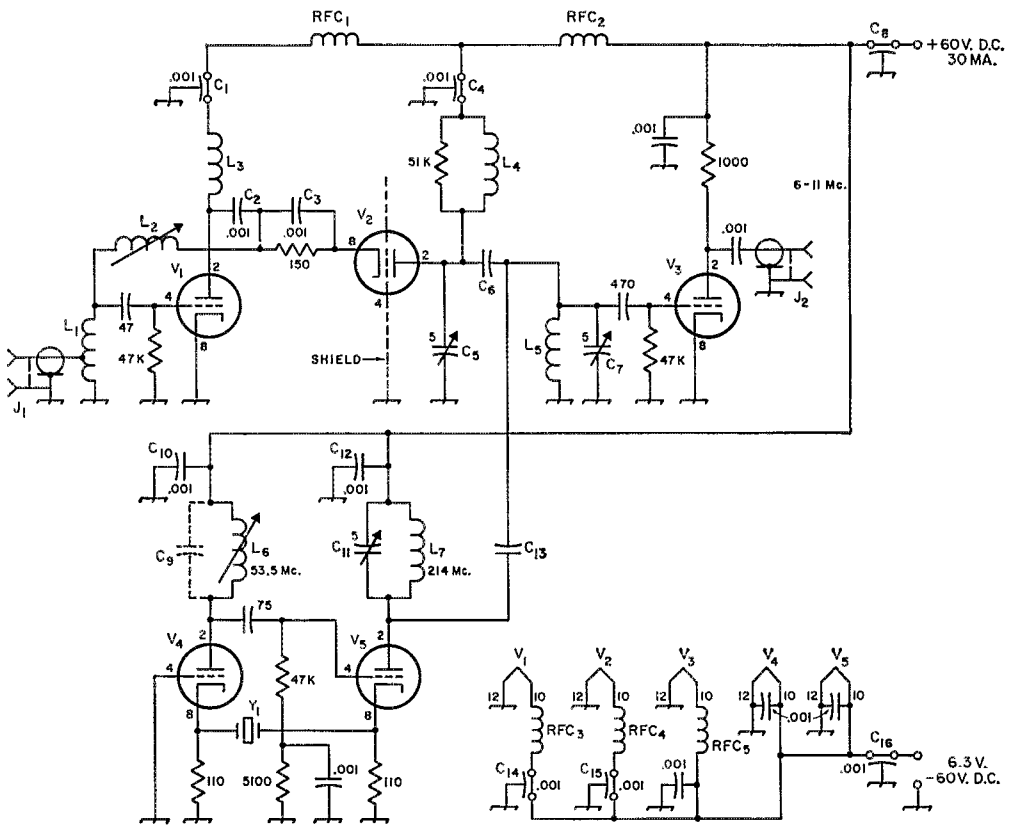 RFC1
RFC2
C8
+60V. D.C.
30 MA.
.001
C1
.001
C4
.001
L3
51K
L4
1000
6-11 Mc.
C2
.001
C3
.001
V2
L2
150
8
2
4
C6
.001
V1
2
4
8
47
47K
L1
J1
SHIELD
5
C5
L5
5
C7
470
47K
V3
2
4
8
J2
C10
.001
C12
.001
C9
L6
53.5 Mc.
5
C11
L7
214 Mc.
C13
75
V4
2
4
8
V5
2
4
8
47K
Y1
110
5100
.001
110
V1
V2
V3
V4
V5
12
10
12
10
12
10
12
10
12
10
.001
RFC3
RFC4
RFC5
C14
.001
C15
.001
.001
C16
.001
6.3 V.
-60V. D.C.